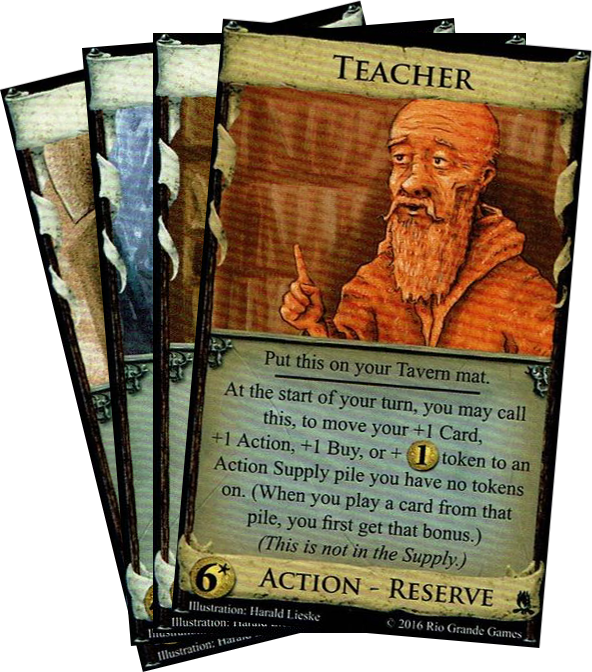 TEACHER
Put this on your Tavern mat.
At the start of your turn, you may call
this, to move your +1 Card,
+1 Action, +1 Buy, or + 1 token to an
Action Supply pile you have no tokens
on. (When you play a card from that
pile, you first get that bonus.)
(This is not in the Supply.)
6* ACTION - RESERVE
Illustration: Harald Lieske © 2016 Rio Grande Games
Illustration:
Illustration: Harald